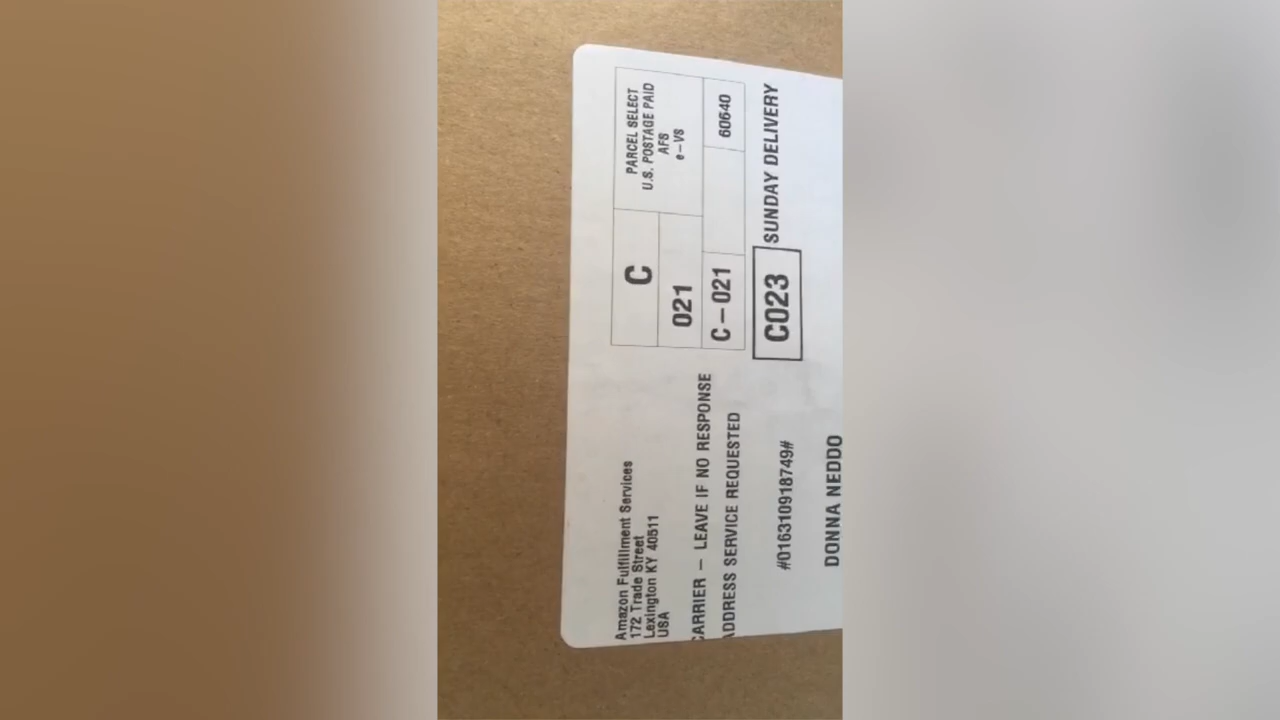 Amazon Fulfillment Services
172 Trade Street
Lexington KY 40511
USA
C
PARCEL SELECT
U.S. POSTAGE PAID
AFS
e-VS
021
C-021
60640
CARRIER - LEAVE IF NO RESPONSE
ADDRESS SERVICE REQUESTED
C023
SUNDAY DELIVERY
#016310918749#
DONNA NEDDO